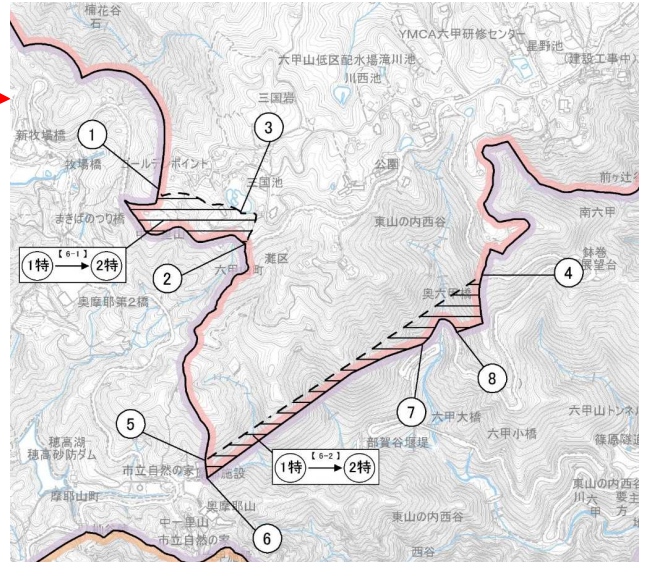 楠花谷
石
YMCA六甲研修センター
星野池
(建設工事中)
六甲山低区配水場滝川池
川西池
三国岩
①
③
新牧場橋
ゴールデンポイント
牧場橋
三国池
公園
前ヶ辻谷
まきばのつり橋
東山の内西谷
南六甲
【6-1】
1特 → 2特
②
灘区
鉢巻
展望台
④
奥六甲橋
奥摩耶第2橋
⑧
⑦
六甲大橋
六甲山トンネル
⑤
六甲小橋
穂高湖
穂高砂防ダム
【6-2】
1特 → 2特
部賀谷堰堤
篠原隧道
市立自然の家
施設
東山の内西谷
摩耶山町
奥摩耶山
⑥
六甲
東山の内西谷
中一里山
市立自然の家
西谷